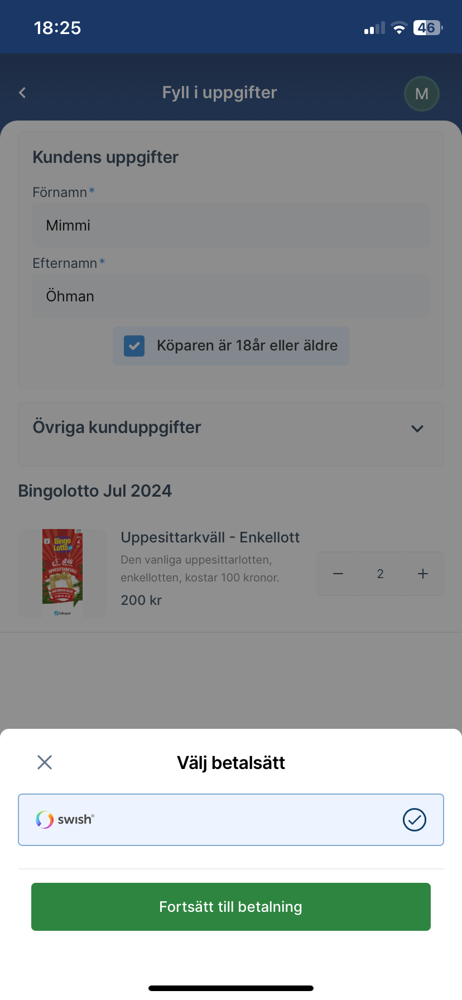 18:25
46
Fyll i uppgifter
M
Kundens uppgifter
Förnamn*
Mimmi
Efternamn*
Öhman
Köparen är 18år eller äldre
Övriga kunduppgifter
Bingolotto Jul 2024
Bingo
Lotto
4
5 246
UPPESITTARKVÄLL
folkspel
Uppesittarkväll - Enkellott
Den vanliga uppesittarlotten,
enkellotten, kostar 100 kronor.
200 kr
2
Välj betalsätt
swish®
Fortsätt till betalning